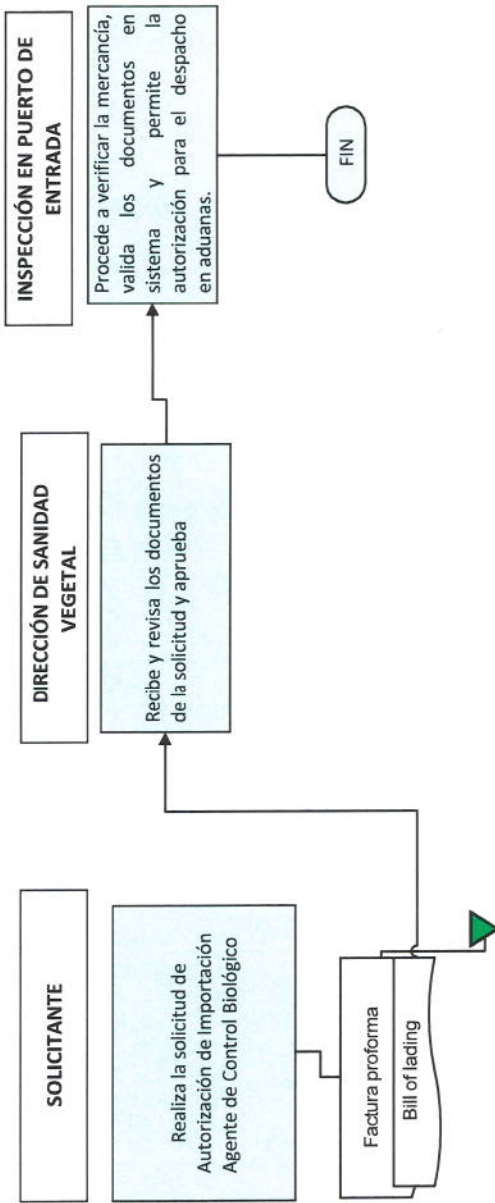 SOLICITANTE
Realiza la solicitud de
Autorización de Importación
Agente de Control Biológico
Factura proforma
Bill of lading
DIRECCIÓN DE SANIDAD
VEGETAL
Recibe y revisa los documentos
de la solicitud y aprueba
INSPECCIÓN EN PUERTO DE
ENTRADA
Procede a verificar la mercancía,
valida los documentos en
sistema y permite la
autorización para el despacho
en aduanas.
FIN